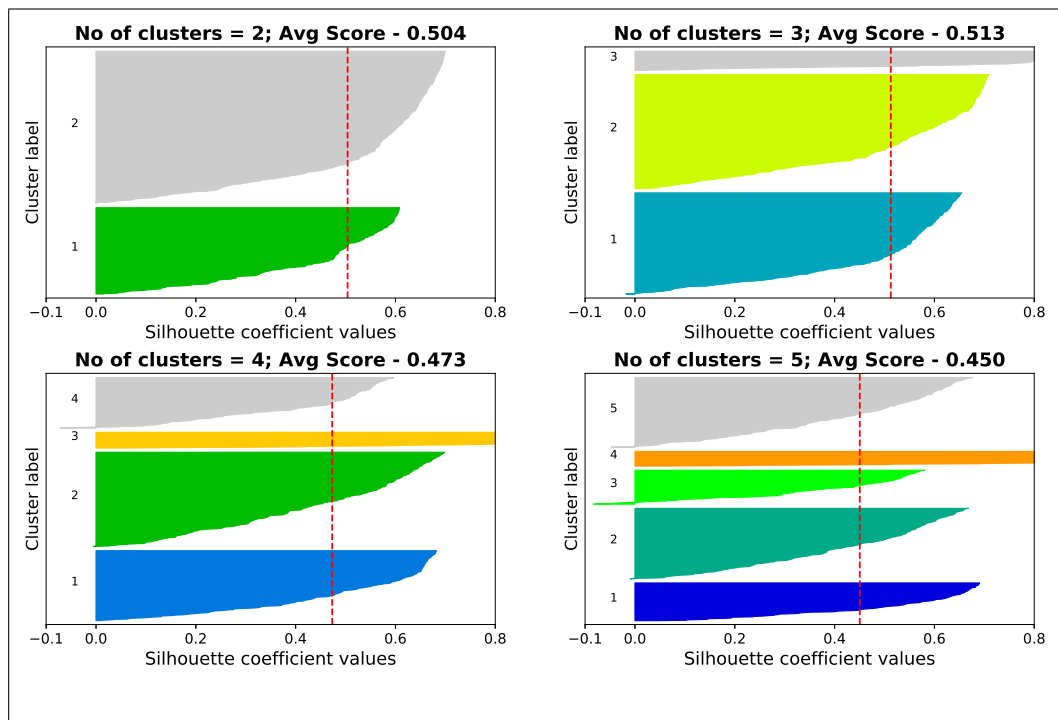 No of clusters = 2; Avg Score - 0.504
Cluster label
2
1
−0.1 0.0 0.2 0.4 0.6 0.8
Silhouette coefficient values
No of clusters = 3; Avg Score - 0.513
Cluster label
3
2
1
−0.1 0.0 0.2 0.4 0.6 0.8
Silhouette coefficient values
No of clusters = 4; Avg Score - 0.473
Cluster label
4
3
2
1
−0.1 0.0 0.2 0.4 0.6 0.8
Silhouette coefficient values
No of clusters = 5; Avg Score - 0.450
Cluster label
5
4
3
2
1
−0.1 0.0 0.2 0.4 0.6 0.8
Silhouette coefficient values